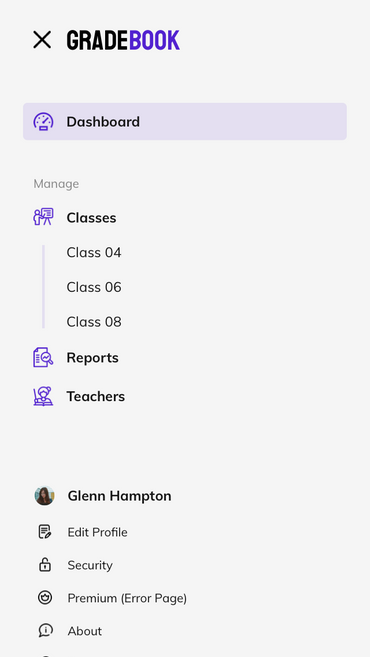 GRADEBOOK
Dashboard
Manage
Classes
Class 04
Class 06
Class 08
Reports
Teachers
Glenn Hampton
Edit Profile
Security
Premium (Error Page)
About